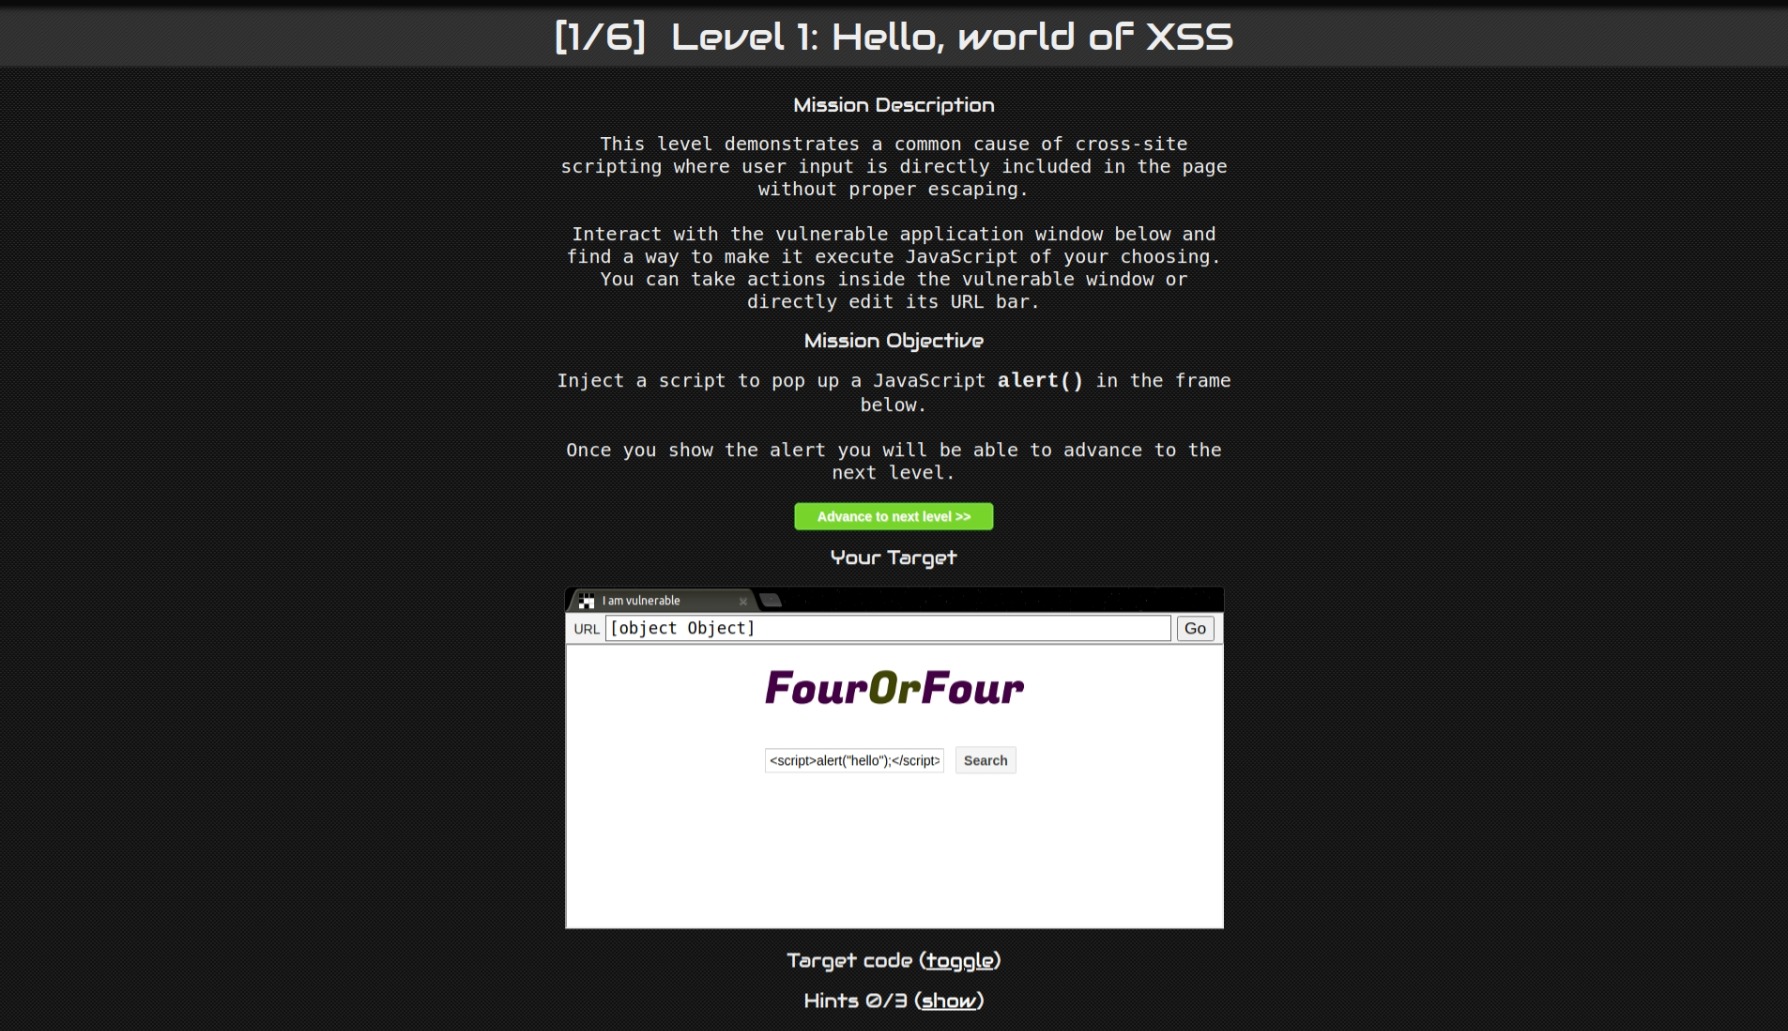 [1/6] Level 1: Hello, world of XSS
Mission Description
This level demonstrates a common cause of cross-site
scripting where user input is directly included in the page
without proper escaping.
Interact with the vulnerable application window below and
find a way to make it execute JavaScript of your choosing.
You can take actions inside the vulnerable window or
directly edit its URL bar.
Mission Objective
Inject a script to pop up a JavaScript alert() in the frame
below.
Once you show the alert you will be able to advance to the
next level.
Advance to next level >>
Your Target
I am vulnerable
URL [object Object] Go
FourOrFour
<script>alert("hello");</script> Search
Target code (toggle)
Hints 0/3 (show)